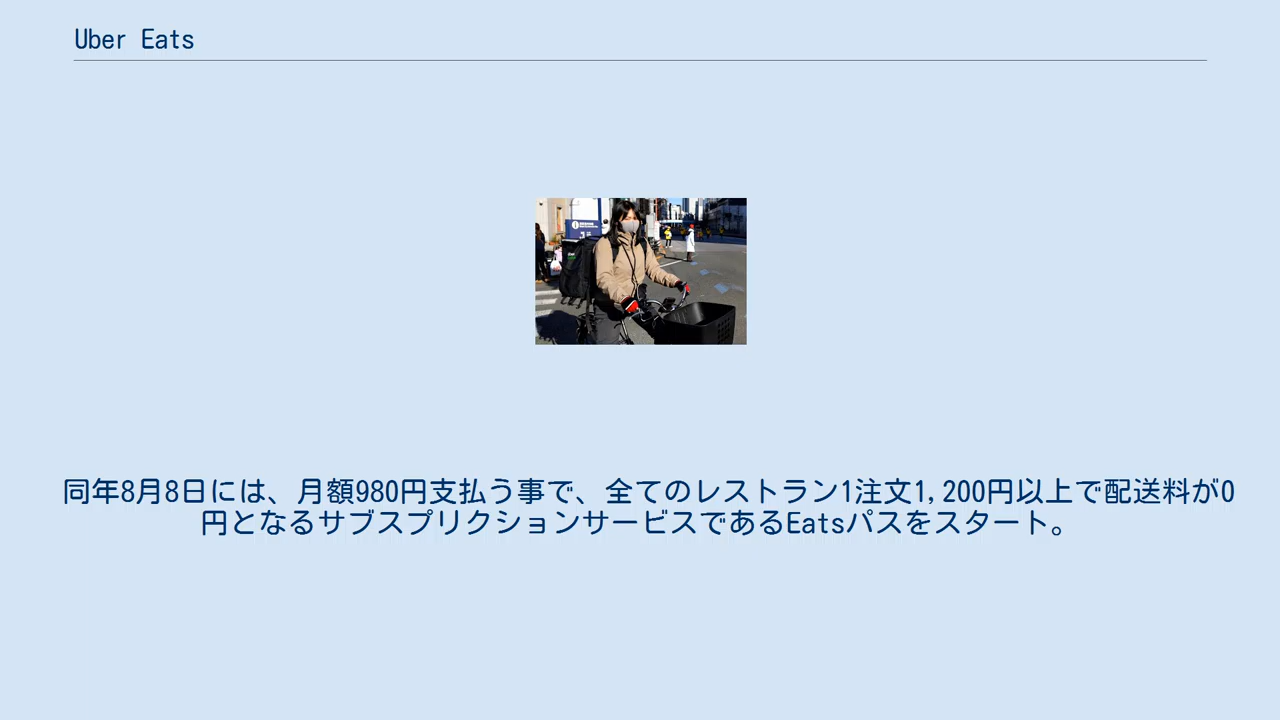 Uber Eats
同年8月8日には、月額980円支払う事で、全てのレストラン1注文1,200円以上で配送料が0
円となるサブスプリクションサービスであるEatsパスをスタート。